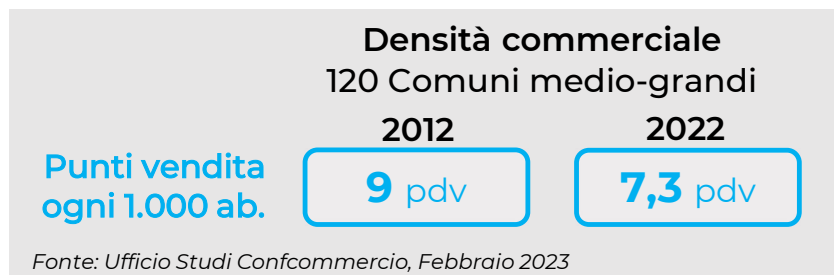 Densità commerciale
120 Comuni medio-grandi
2012 2022
Punti vendita
ogni 1.000 ab.
9 pdv 7,3 pdv
Fonte: Ufficio Studi Confcommercio, Febbraio 2023